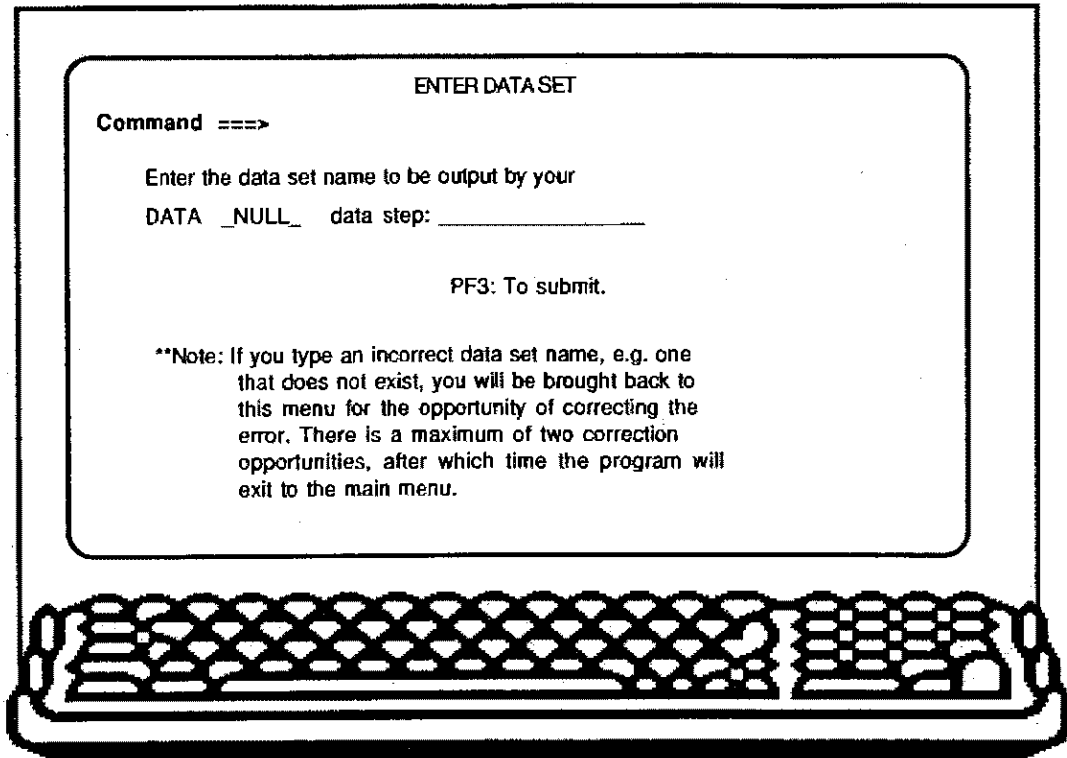 ENTER DATA SET
Command ===>
Enter the data set name to be output by your
DATA _NULL_ data step: ____________________
PF3: To submit.
**Note: If you type an incorrect data set name, e.g. one
that does not exist, you will be brought back to
this menu for the opportunity of correcting the
error. There is a maximum of two correction
opportunities, after which time the program will
exit to the main menu.